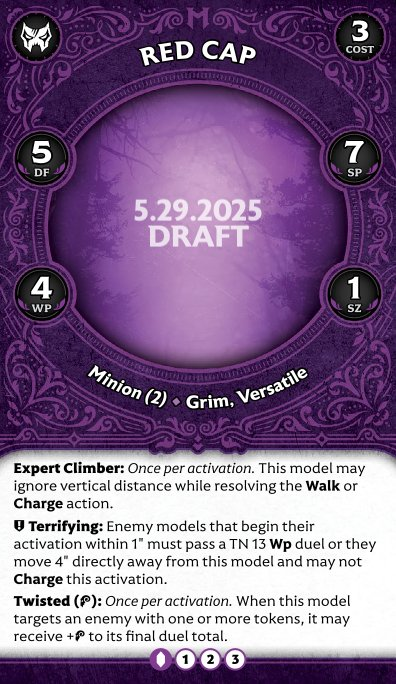 RED CAP
3
COST
5
DF
7
SP
5.29.2025
DRAFT
4
WP
1
SZ
Minion (2) ◆ Grim, Versatile
Expert Climber: Once per activation. This model may
ignore vertical distance while resolving the Walk or
Charge action.
Terrifying: Enemy models that begin their
activation within 1" must pass a TN 13 Wp duel or they
move 4" directly away from this model and may not
Charge this activation.
Twisted (): Once per activation. When this model
targets an enemy with one or more tokens, it may
receive + to its final duel total.
1 2 3